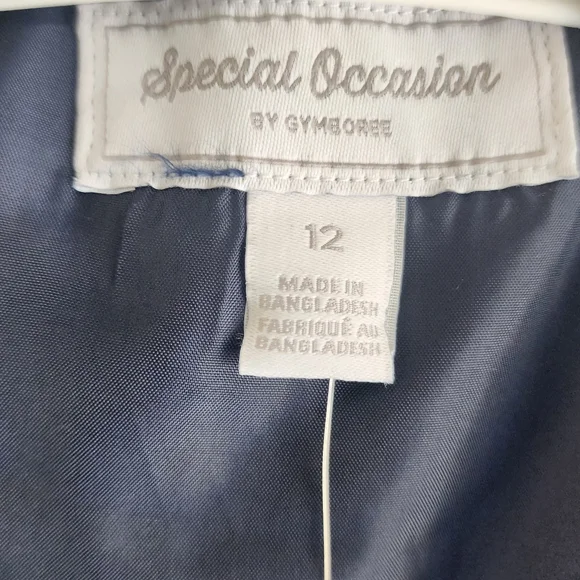 Special Occasion
BY GYMBOREE
12
MADE IN
BANGLADESH
FABRIQUÉ AU
BANGLADESH